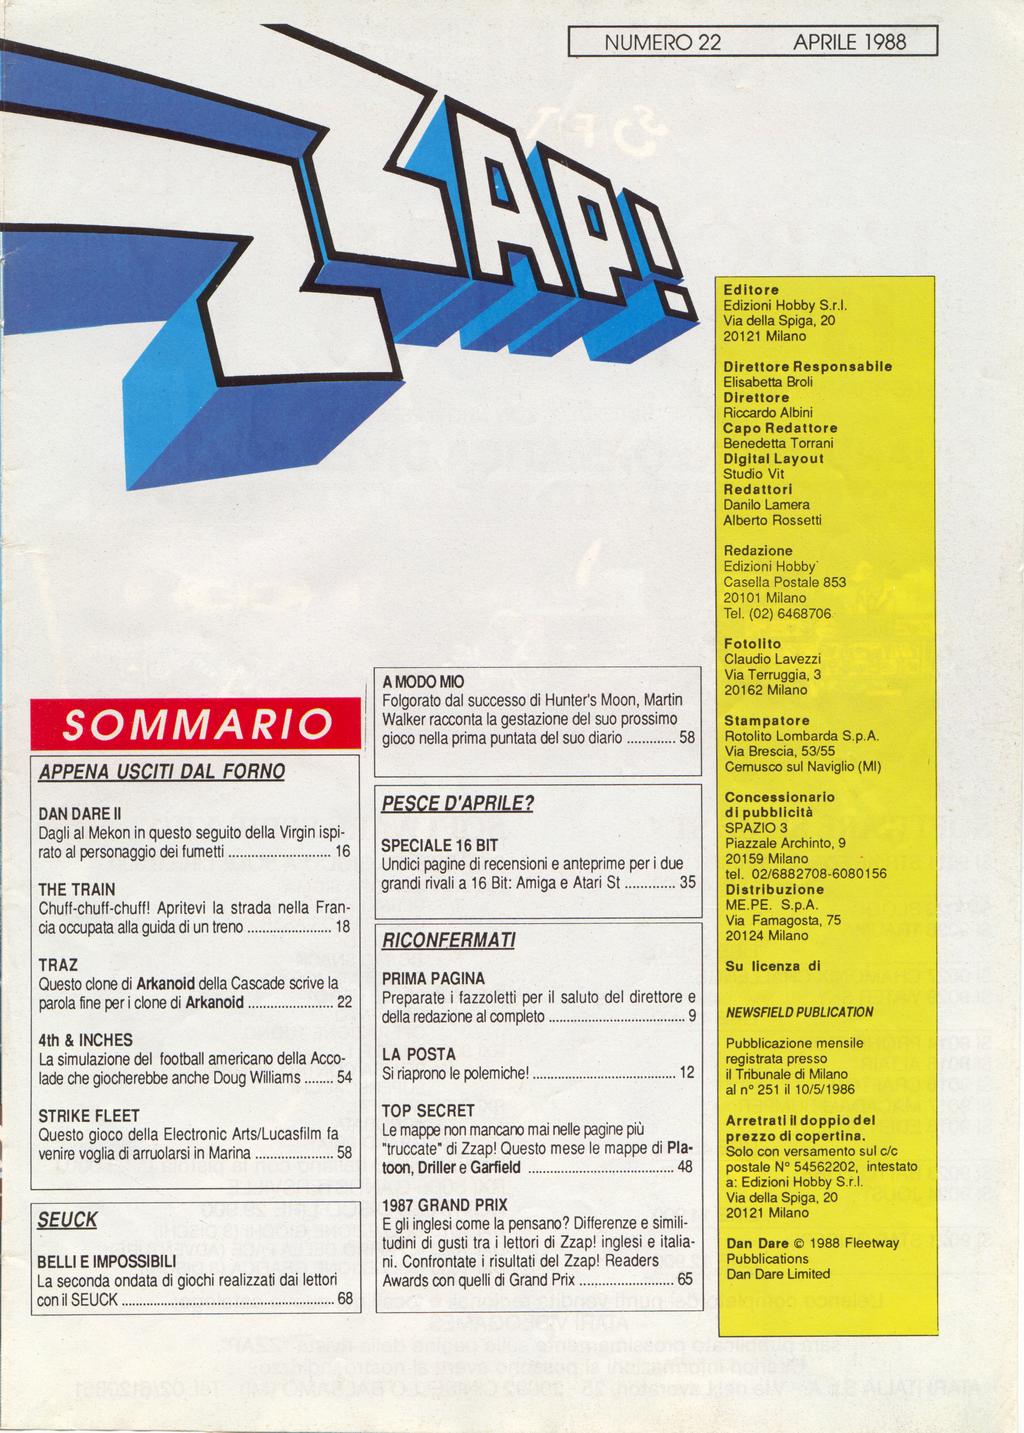 NUMERO 22 APRILE 1988
ZZAP!
SOMMARIO
APPENA USCITI DAL FORNO
DAN DARE II
Dagli al Mekon in questo seguito della Virgin ispi-
rato al personaggio dei fumetti ............................ 16
THE TRAIN
Chuff-chuff-chuff! Apritevi la strada nella Fran-
cia occupata alla guida di un treno ....................... 18
TRAZ
Questo clone di Arkanoid della Cascade scrive la
parola fine per i clone di Arkanoid ....................... 22
4th & INCHES
La simulazione del football americano della Acco-
lade che giocherebbe anche Doug Williams ........ 54
STRIKE FLEET
Questo gioco della Electronic Arts/Lucasfilm fa
venire voglia di arruolarsi in Marina ...................... 58
SEUCK
BELLI E IMPOSSIBILI
La seconda ondata di giochi realizzati dai lettori
con il SEUCK .......................................................... 68
A MODO MIO
Folgorato dal successo di Hunter's Moon, Martin
Walker racconta la gestazione del suo prossimo
gioco nella prima puntata del suo diario ............. 58
PESCE D'APRILE?
SPECIALE 16 BIT
Undici pagine di recensioni e anteprime per i due
grandi rivali a 16 Bit: Amiga e Atari St .............. 35
RICONFERMATI
PRIMA PAGINA
Preparate i fazzoletti per il saluto del direttore e
della redazione al completo ..................................... 9
LA POSTA
Si riaprono le polemiche! ....................................... 12
TOP SECRET
Le mappe non mancano mai nelle pagine più
"truccate" di Zzap! Questo mese le mappe di Pla-
toon, Driller e Garfield ........................................ 48
1987 GRAND PRIX
E gli inglesi come la pensano? Differenze e simili-
tudini di gusti tra i lettori di Zzap! inglesi e italia-
ni. Confrontate i risultati del Zzap! Readers
Awards con quelli di Grand Prix .......................... 65
Editore
Edizioni Hobby S.r.l.
Via della Spiga, 20
20121 Milano
Direttore Responsabile
Elisabetta Broli
Direttore
Riccardo Albini
Capo Redattore
Benedetta Torrani
Digital Layout
Studio Vit
Redattori
Danilo Lamera
Alberto Rossetti
Redazione
Edizioni Hobby
Casella Postale 853
20101 Milano
Tel. (02) 6468706
Fotolito
Claudio Lavezzi
Via Terruggia, 3
20162 Milano
Stampatore
Rotolito Lombarda S.p.A.
Via Brescia, 53/55
Cernusco sul Naviglio (MI)
Concessionario
di pubblicità
SPAZIO 3
Piazzale Archinto, 9
20159 Milano
tel. 02/6882708-6080156
Distribuzione
ME.PE. S.p.A.
Via Famagosta, 75
20124 Milano
Su licenza di
NEWSFIELD PUBLICATION
Pubblicazione mensile
registrata presso
il Tribunale di Milano
al n° 251 il 10/5/1986
Arretrati il doppio del
prezzo di copertina.
Solo con versamento sul c/c
postale N° 54562202, intestato
a: Edizioni Hobby S.r.l.
Via della Spiga, 20
20121 Milano
Dan Dare © 1988 Fleetway
Pubblications
Dan Dare Limited